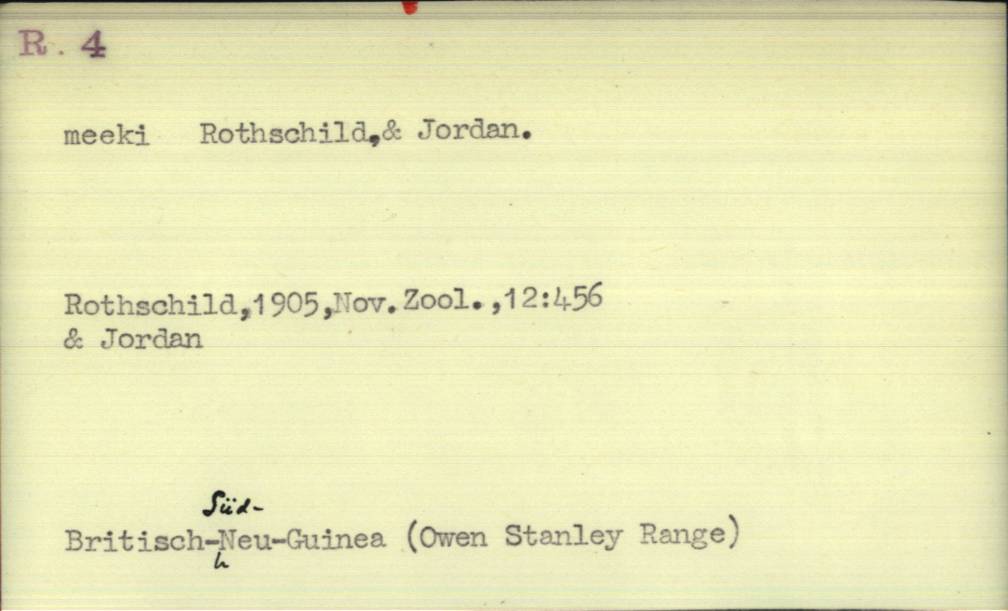 R. 4
meeki Rothschild,& Jordan.
Rothschild,1905,Nov.Zool.,12:456
& Jordan
Süd-
Britisch-Neu-Guinea (Owen Stanley Range)